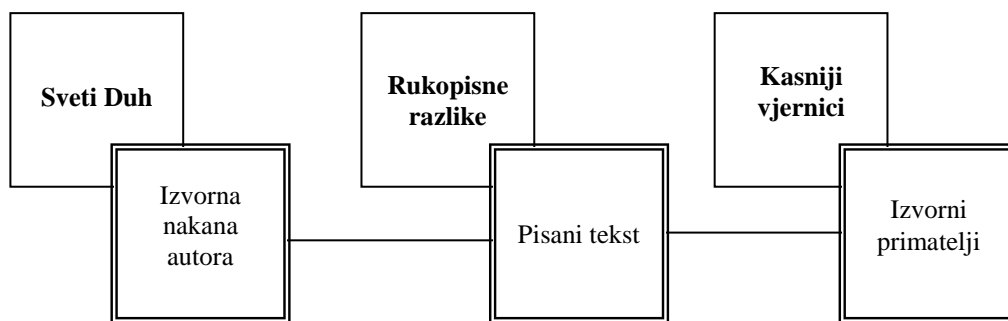 Sveti Duh
Rukopisne
razlike
Kasniji
vjernici
Izvorna
nakana
autora
Pisani tekst
Izvorni
primatelji